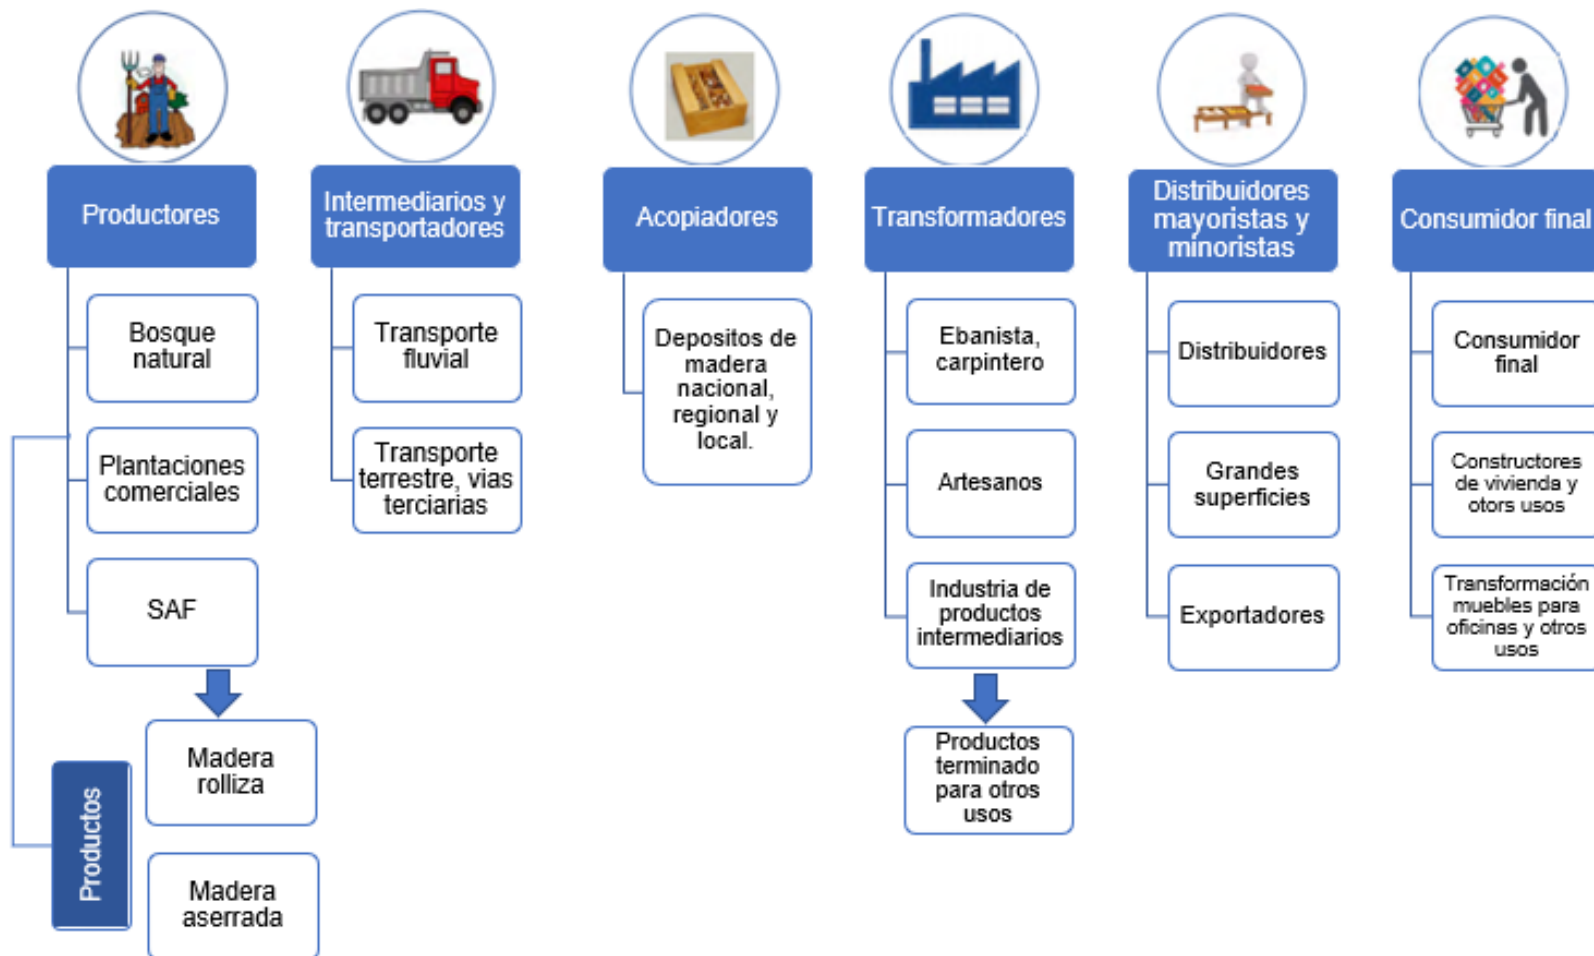 Productores
Intermediarios y
transportadores
Acopiadores
Transformadores
Distribuidores
mayoristas y
minoristas
Consumidor final
Bosque
natural
Plantaciones
comerciales
SAF
Madera
rolliza
Madera
aserrada
Productos
Transporte
fluvial
Transporte
terrestre, vias
terciarias
Depositos de
madera
nacional,
regional y
local.
Ebanista,
carpintero
Artesanos
Industria de
productos
intermediarios
Productos
terminado
para otros
usos
Distribuidores
Grandes
superficies
Exportadores
Consumidor
final
Constructores
de vivienda y
otors usos
Transformación
muebles para
oficinas y otros
usos